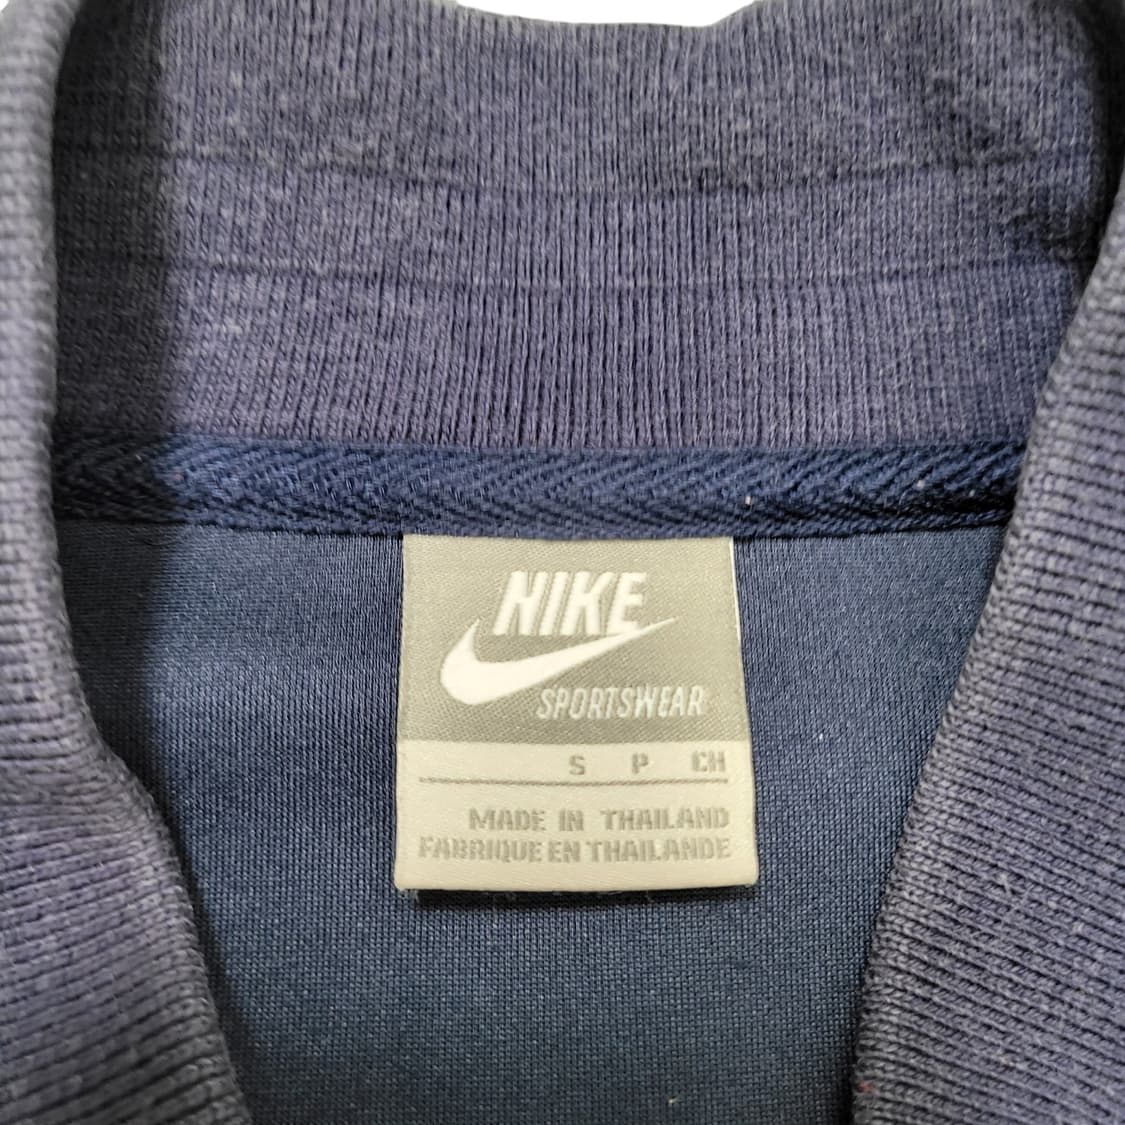 NIKE
SPORTSWEAR
S P CH
MADE IN THAILAND
FABRIQUE EN THAILANDE